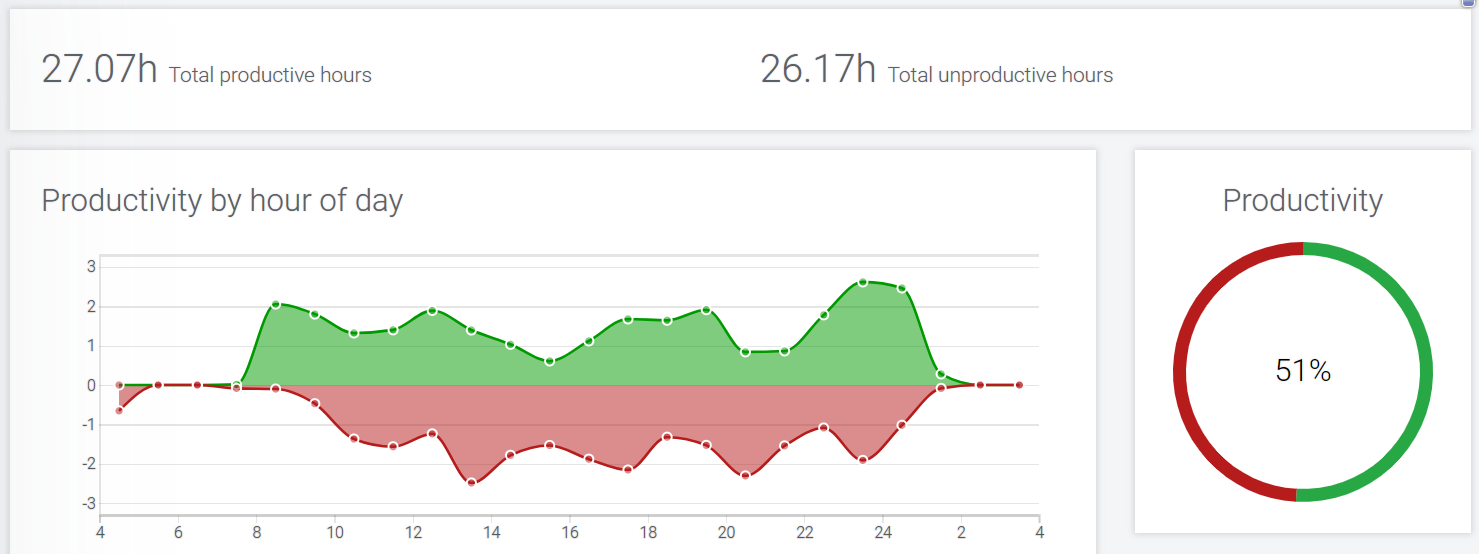 27.07h Total productive hours
26.17h Total unproductive hours
Productivity by hour of day
3
2
1
0
-1
-2
-3
4 6 8 10 12 14 16 18 20 22 24 2 4
Productivity
51%